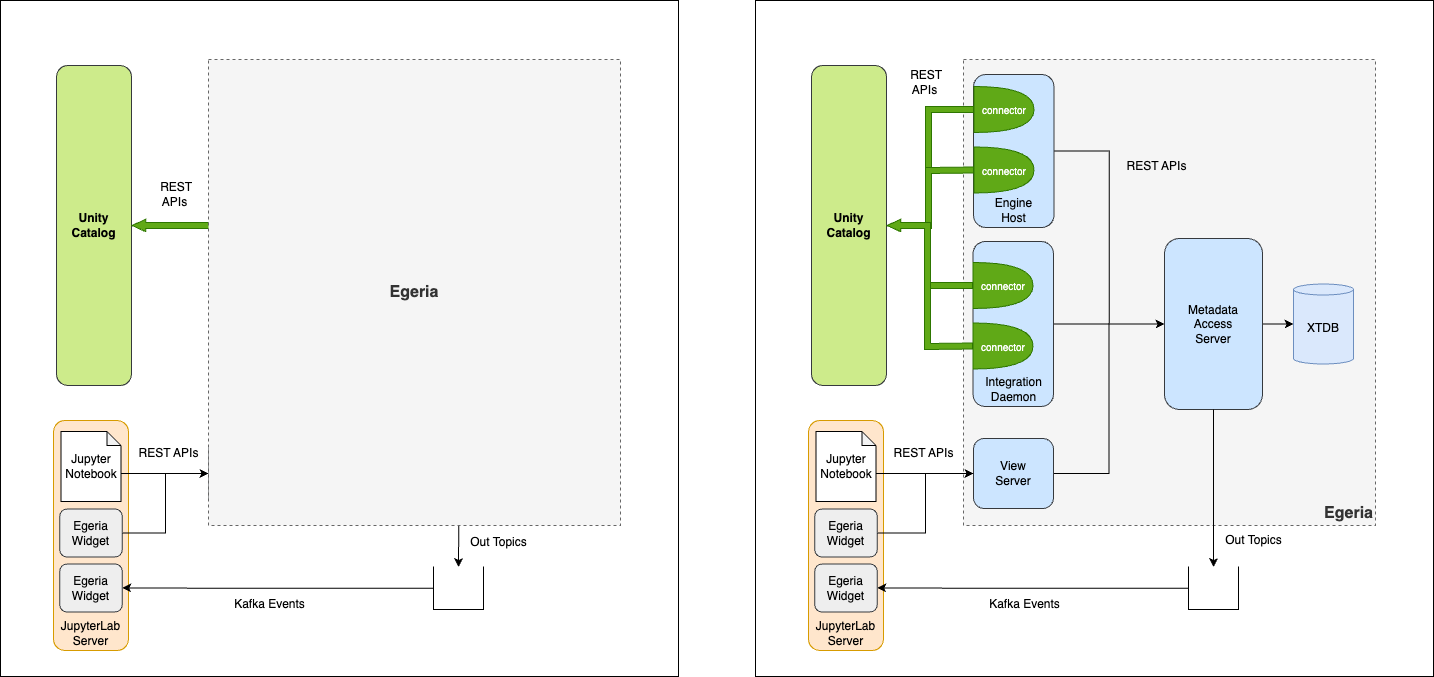 REST
APIs
Unity
Catalog
Egeria
Jupyter
Notebook
REST APIs
Egeria
Widget
Egeria
Widget
JupyterLab
Server
Out Topics
Kafka Events
REST
APIs
connector
connector
Engine
Host
REST APIs
Unity
Catalog
connector
connector
Integration
Daemon
Metadata
Access
Server
XTDB
Jupyter
Notebook
REST APIs
View
Server
Egeria
Egeria
Widget
Egeria
Widget
JupyterLab
Server
Out Topics
Kafka Events